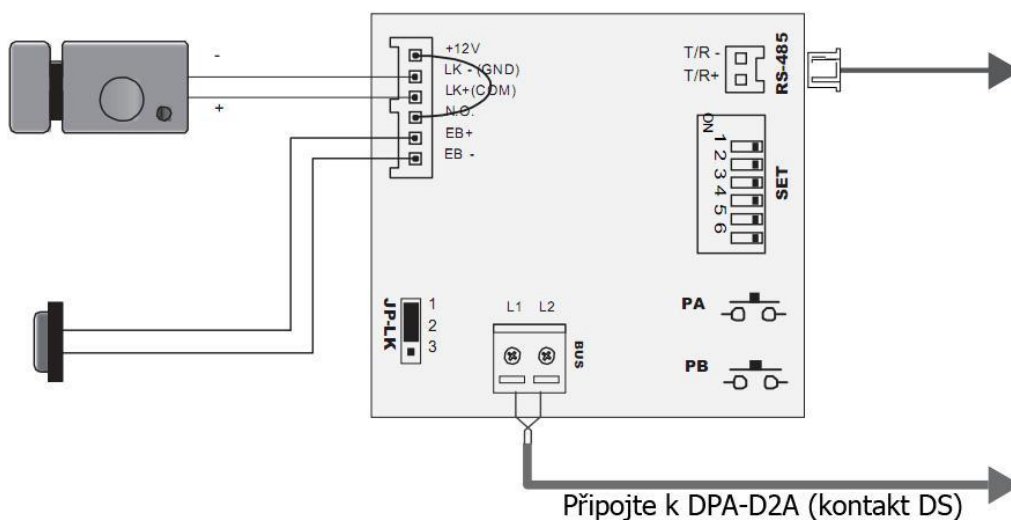 -
+
+12V
LK - (GND)
LK+(COM)
N.O.
EB+
EB -
T/R -
T/R+
RS-485
ON
1
2
3
4
5
6
SET
JP-LK
1
2
3
L1 L2
BUS
PA
PB
Připojte k DPA-D2A (kontakt DS)